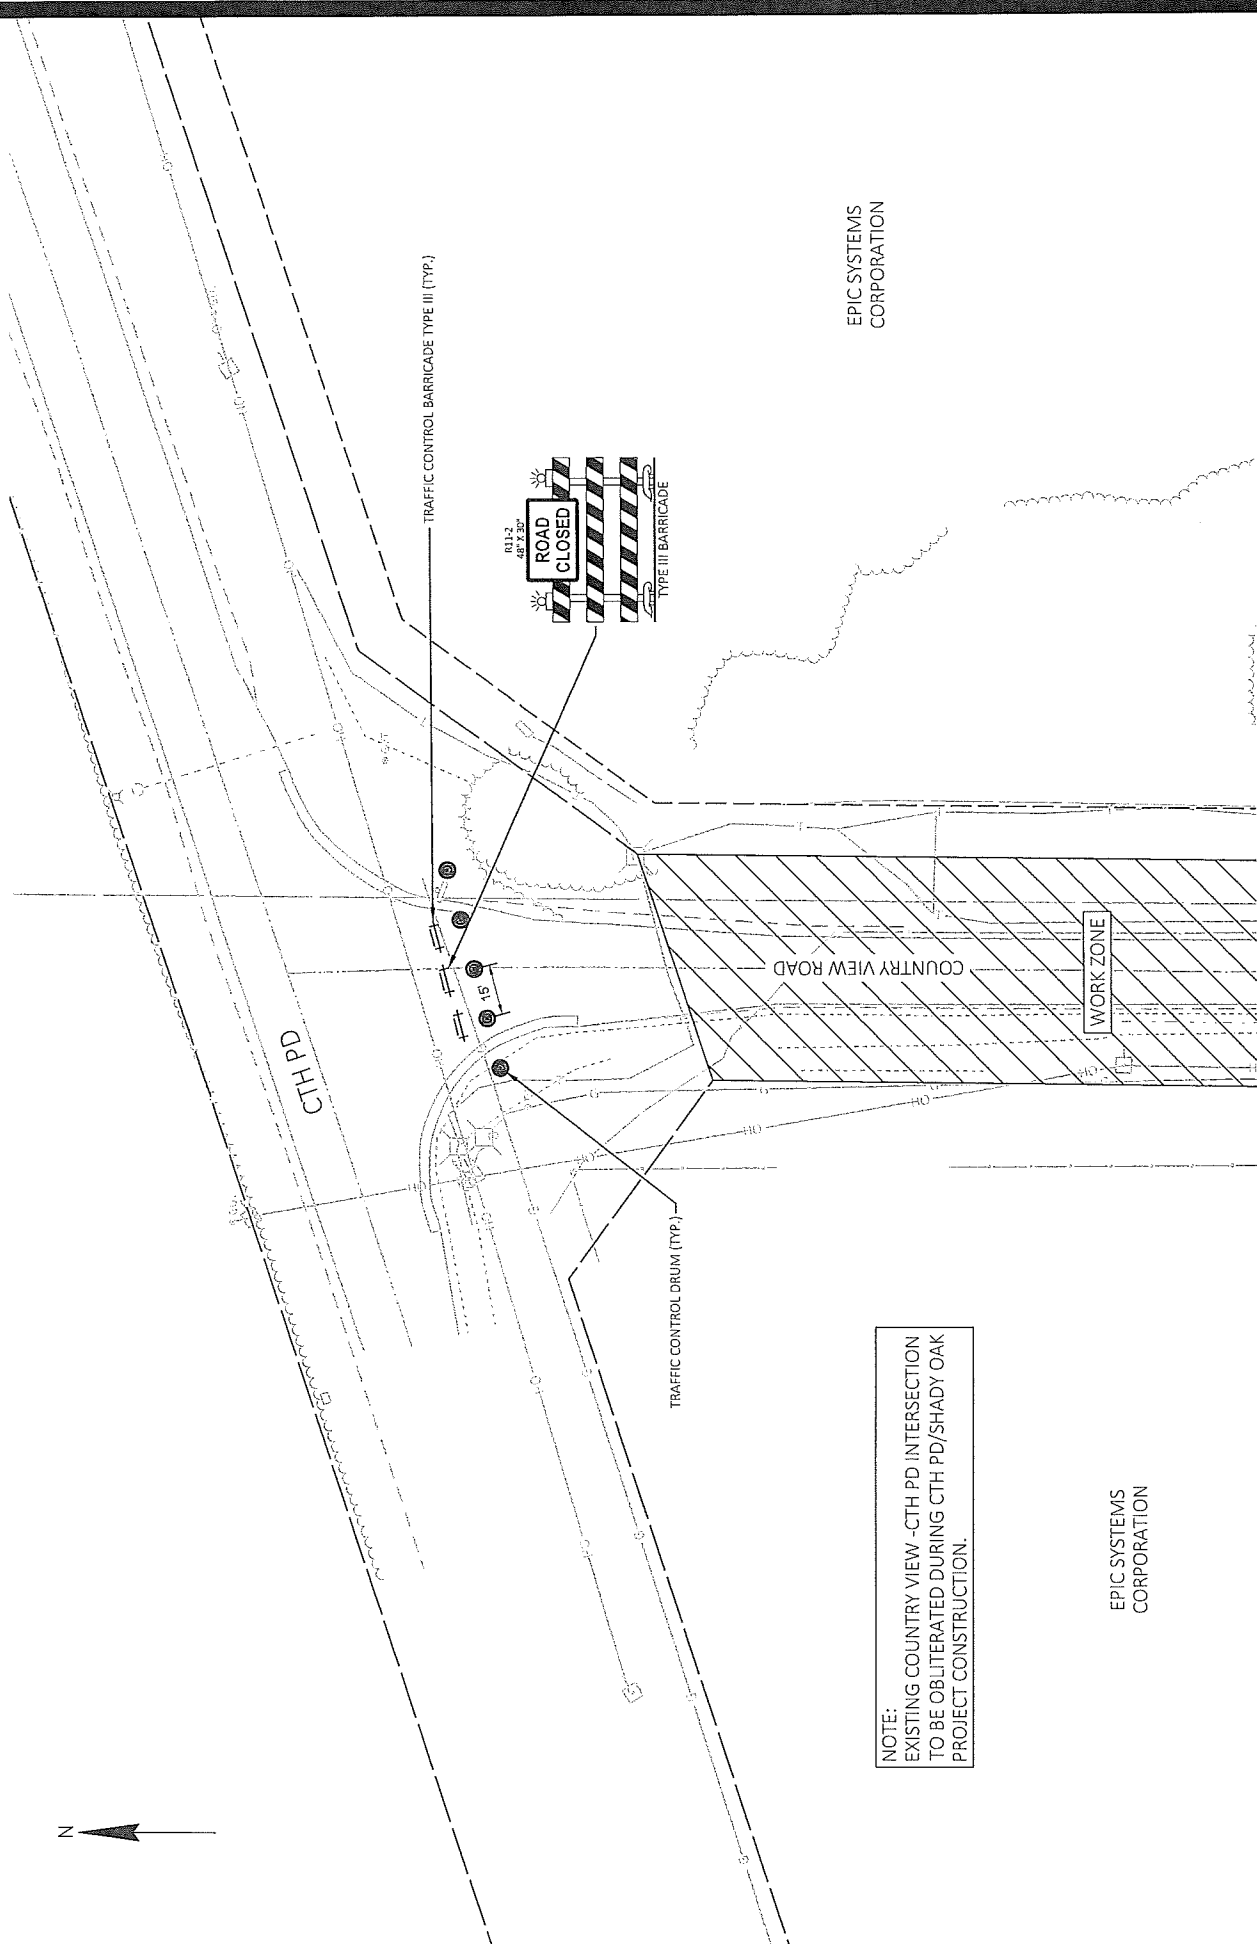 N
CTH PD
TRAFFIC CONTROL BARRICADE TYPE III (TYP.)
R11-2
48" X 30"
ROAD
CLOSED
TYPE III BARRICADE
15'
TRAFFIC CONTROL DRUM (TYP.)
COUNTRY VIEW ROAD
WORK ZONE
EPIC SYSTEMS
CORPORATION
NOTE:
EXISTING COUNTRY VIEW -CTH PD INTERSECTION
TO BE OBLITERATED DURING CTH PD/SHADY OAK
PROJECT CONSTRUCTION.
EPIC SYSTEMS
CORPORATION